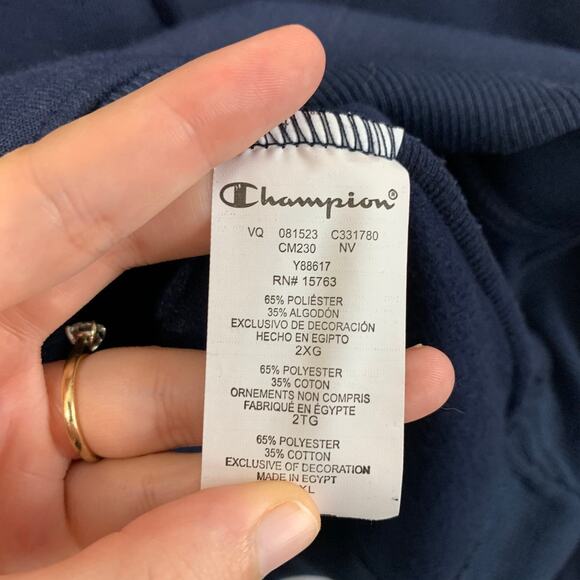 Champion®
VQ 081523 C331780
CM230 NV
Y88617
RN# 15763
65% POLIÉSTER
35% ALGODÓN
EXCLUSIVO DE DECORACIÓN
HECHO EN EGIPTO
2XG
65% POLYESTER
35% COTON
ORNEMENTS NON COMPRIS
FABRIQUÉ EN ÉGYPTE
2TG
65% POLYESTER
35% COTTON
EXCLUSIVE OF DECORATION
MADE IN EGYPT
XL